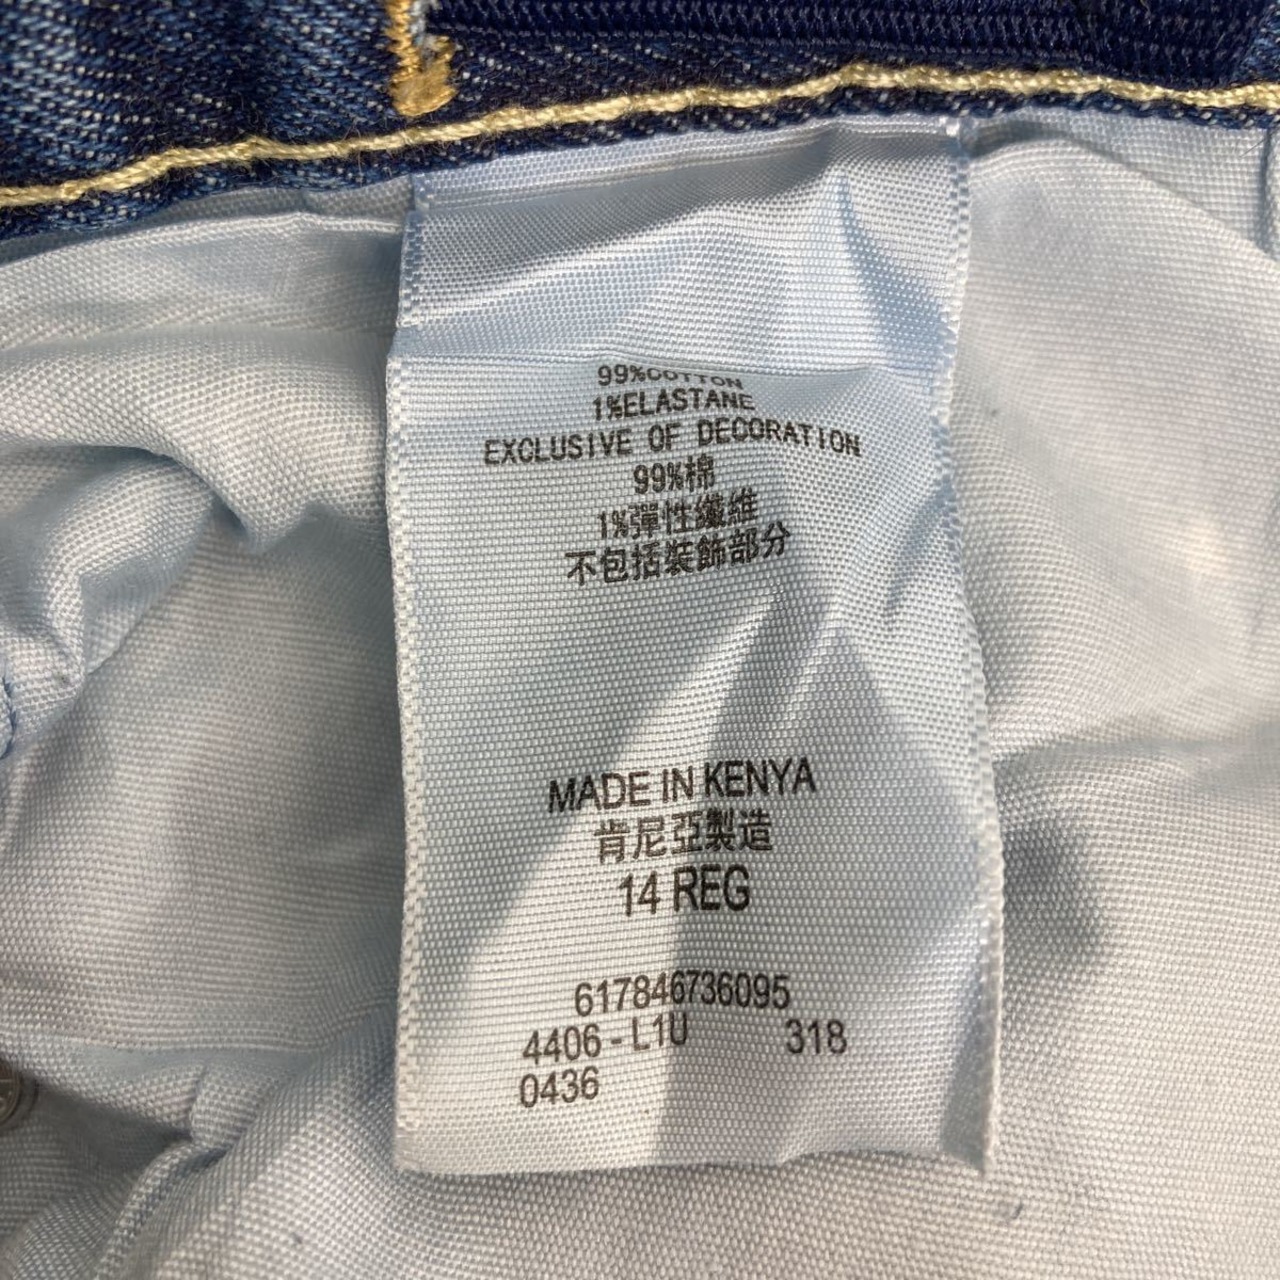 99%COTTON
1%ELASTANE
EXCLUSIVE OF DECORATION
99%棉
1%彈性纖維
不包括裝飾部分
MADE IN KENYA
肯尼亞製造
14 REG
617846736095
4406-L1U 318
0436